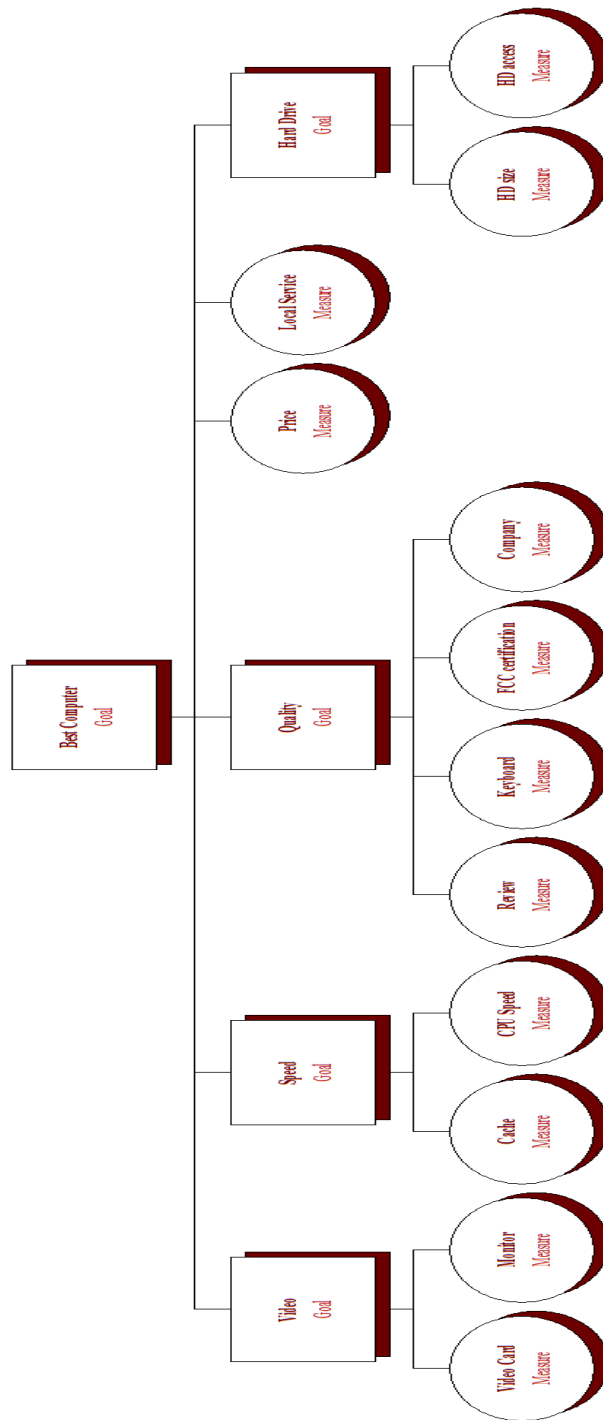 Best Computer
Goal
Video
Goal
Speed
Goal
Quality
Goal
Price
Measure
Local Service
Measure
Hard Drive
Goal
Video Card
Measure
Monitor
Measure
Cache
Measure
CPU Speed
Measure
Review
Measure
Keyboard
Measure
FCC certification
Measure
Company
Measure
HD size
Measure
HD access
Measure